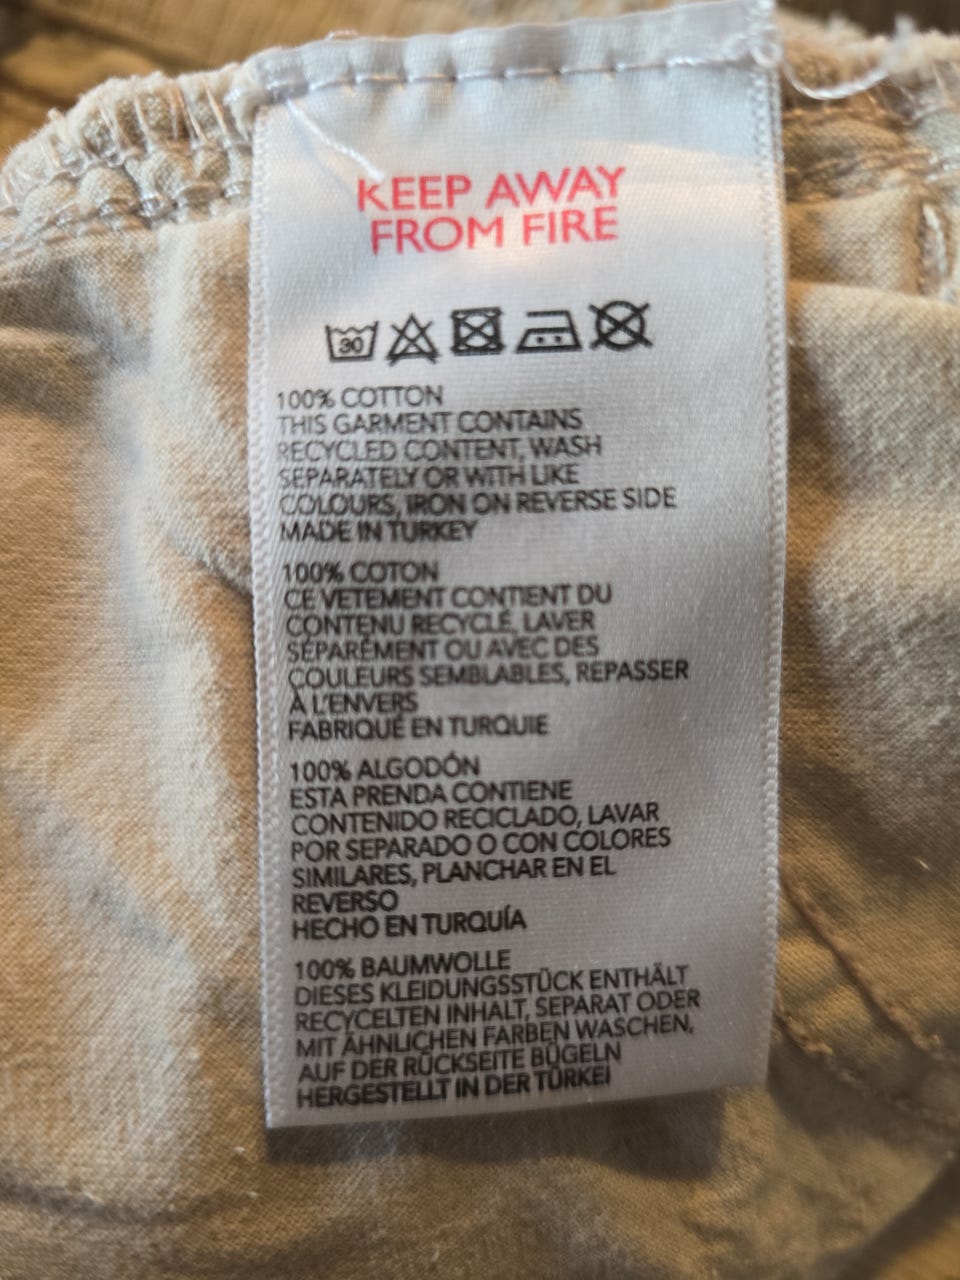 KEEP AWAY
FROM FIRE
30
100% COTTON
THIS GARMENT CONTAINS
RECYCLED CONTENT, WASH
SEPARATELY OR WITH LIKE
COLOURS, IRON ON REVERSE SIDE
MADE IN TURKEY
100% COTON
CE VETEMENT CONTIENT DU
CONTENU RECYCLÉ, LAVER
SÉPARÉMENT OU AVEC DES
COULEURS SEMBLABLES, REPASSER
À L'ENVERS
FABRIQUÉ EN TURQUIE
100% ALGODÓN
ESTA PRENDA CONTIENE
CONTENIDO RECICLADO, LAVAR
POR SEPARADO O CON COLORES
SIMILARES, PLANCHAR EN EL
REVERSO
HECHO EN TURQUÍA
100% BAUMWOLLE
DIESES KLEIDUNGSSTÜCK ENTHÄLT
RECYCELTEN INHALT, SEPARAT ODER
MIT ÄHNLICHEN FARBEN WASCHEN,
AUF DER RÜCKSEITE BÜGELN
HERGESTELLT IN DER TÜRKEI